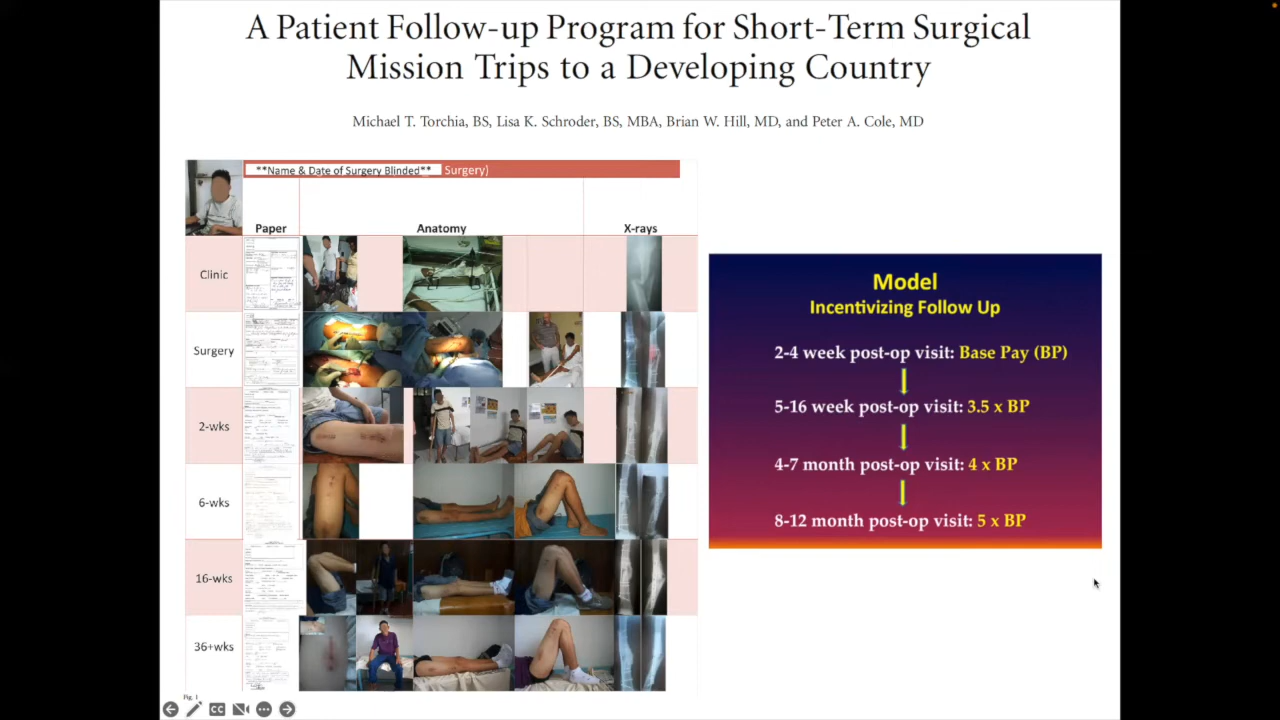 A Patient Follow-up Program for Short-Term Surgical
Mission Trips to a Developing Country
Michael T. Torchia, BS, Lisa K. Schroder, BS, MBA, Brian W. Hill, MD, and Peter A. Cole, MD
**Name & Date of Surgery Blinded** Surgery)
Paper Anatomy X-rays
Clinic
Surgery
2-wks
6-wks
16-wks
36+wks
Fig. 1
Model
Incentivizing Follow Up
2-4 week post-op visit: Base Pay (BP)
5-16 week post-op visit: 3.5 x BP
4-7 month post-op visit: 4 x BP
8-12 month post-op visit: 5 x BP
CC